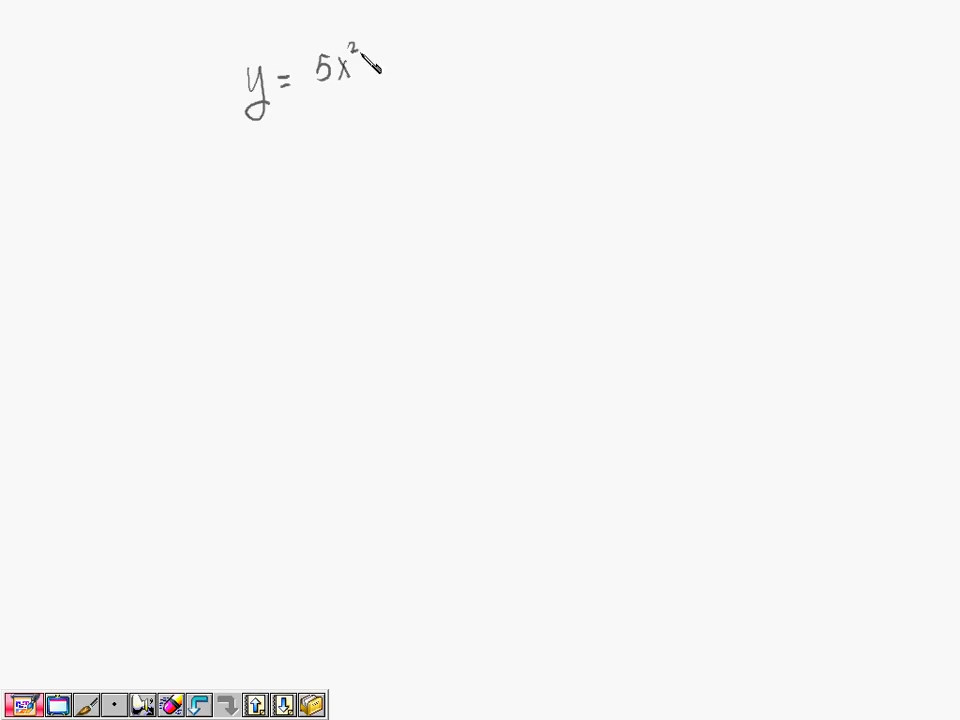 y = 5x²